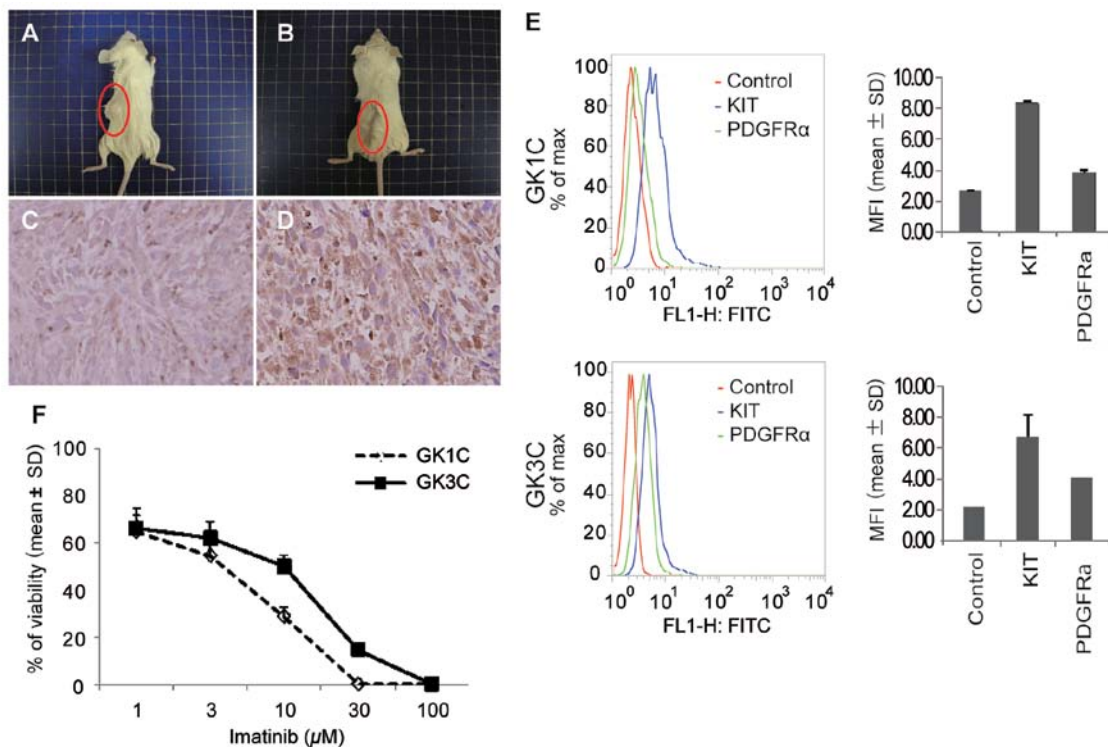 A
B
C
D
E
GK1C
% of max
100
80
60
40
20
0
Control
KIT
PDGFRα
10⁰ 10¹ 10² 10³ 10⁴
FL1-H: FITC
MFI (mean ± SD)
10.00
8.00
6.00
4.00
2.00
0.00
Control
KIT
PDGFRa
GK3C
% of max
100
80
60
40
20
0
Control
KIT
PDGFRα
10⁰ 10¹ 10² 10³ 10⁴
FL1-H: FITC
MFI (mean ± SD)
10.00
8.00
6.00
4.00
2.00
0.00
Control
KIT
PDGFRa
F
% of viability (mean ± SD)
100
80
60
40
20
0
GK1C
GK3C
1 3 10 30 100
Imatinib (μM)